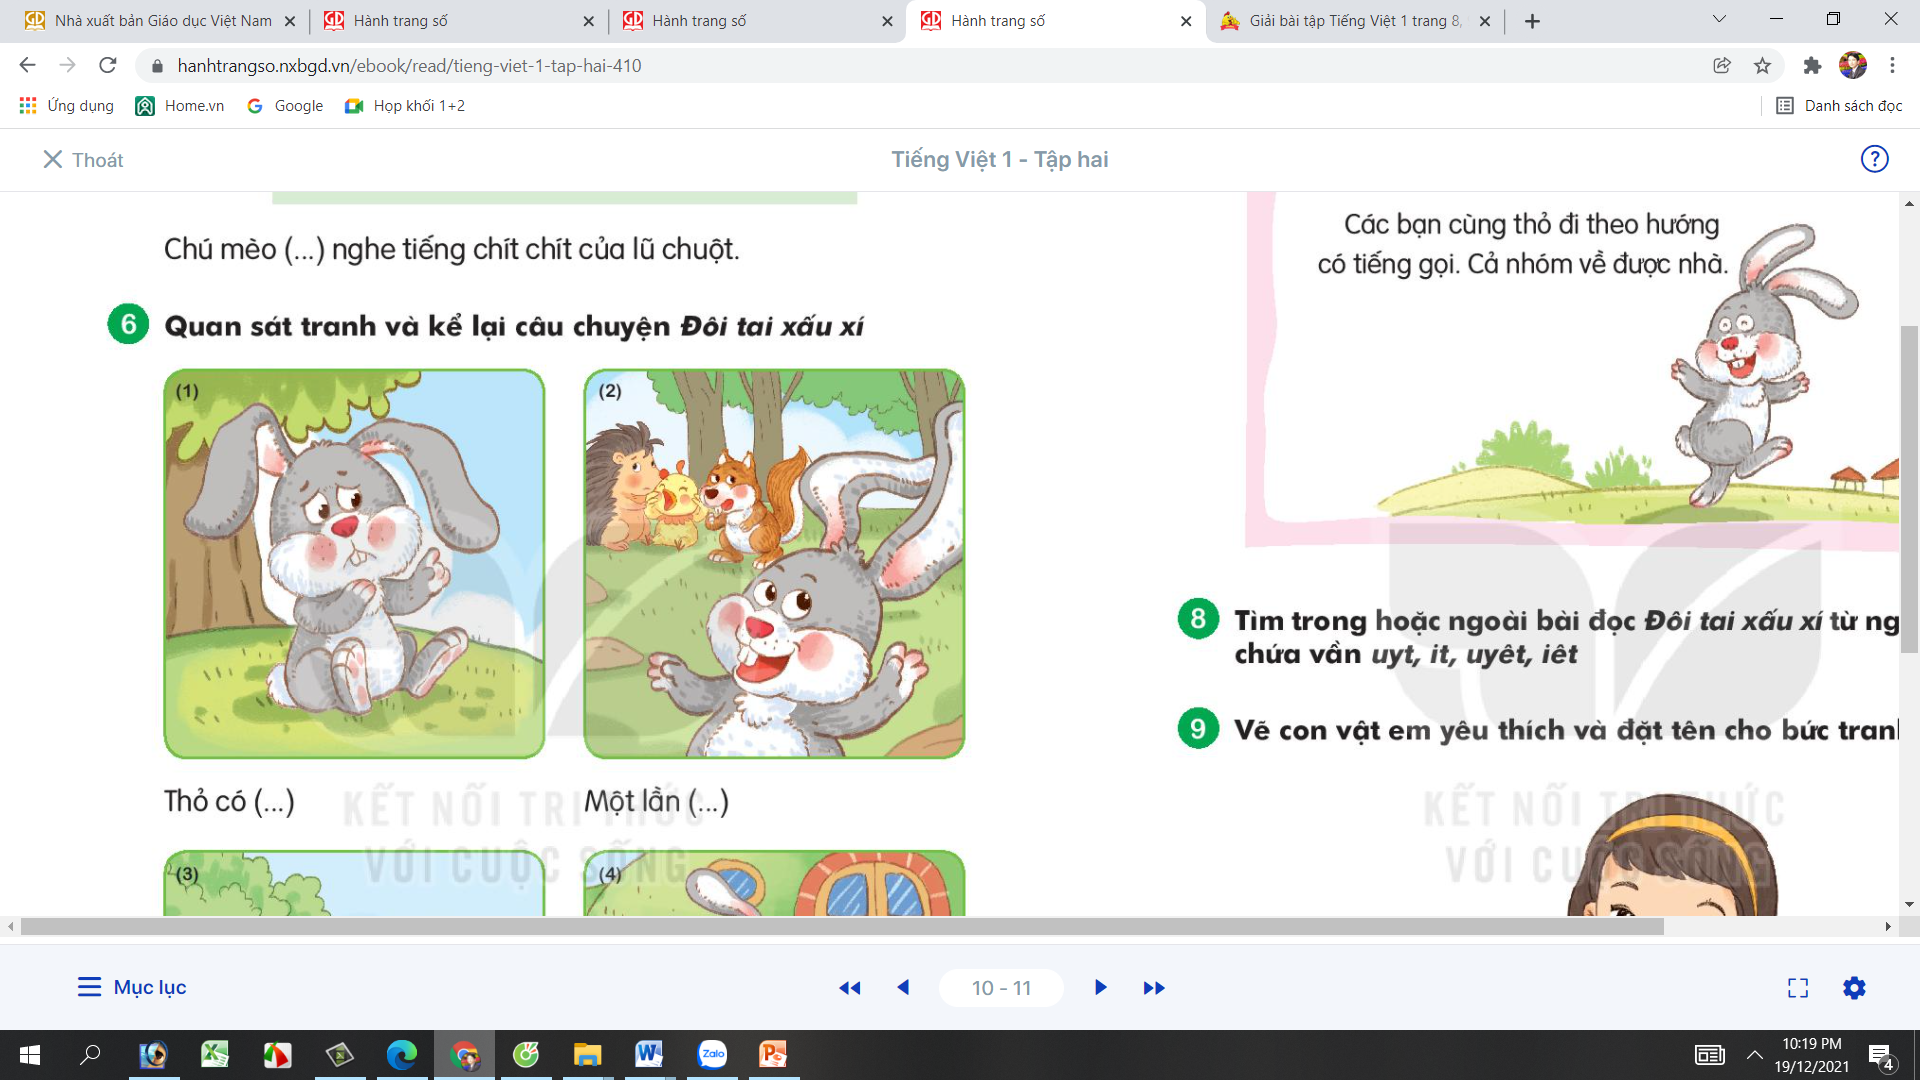 Nhà xuất bản Giáo dục Việt Nam
Hành trang số
Hành trang số
Hành trang số
Giải bài tập Tiếng Việt 1 trang 8,
hanhtrangso.nxbgd.vn/ebook/read/tieng-viet-1-tap-hai-410
Ứng dụng
Home.vn
Google
Họp khối 1+2
Danh sách đọc
Thoát
Tiếng Việt 1 - Tập hai
?
Chú mèo (...) nghe tiếng chít chít của lũ chuột.
6 Quan sát tranh và kể lại câu chuyện Đôi tai xấu xí
(1)
(2)
Thỏ có (...)
Một lần (...)
(3)
(4)
KẾT NỐI TRI THỨC
VỚI CUỘC SỐNG
Các bạn cùng thỏ đi theo hướng
có tiếng gọi. Cả nhóm về được nhà.
8 Tìm trong hoặc ngoài bài đọc Đôi tai xấu xí từ ng
chứa vần uyt, it, uyêt, iêt
9 Vẽ con vật em yêu thích và đặt tên cho bức tranh
KẾT NỐI TRI THỨC
VỚI CUỘC SỐNG
Mục lục
10 - 11
Zalo
10:19 PM
19/12/2021
4